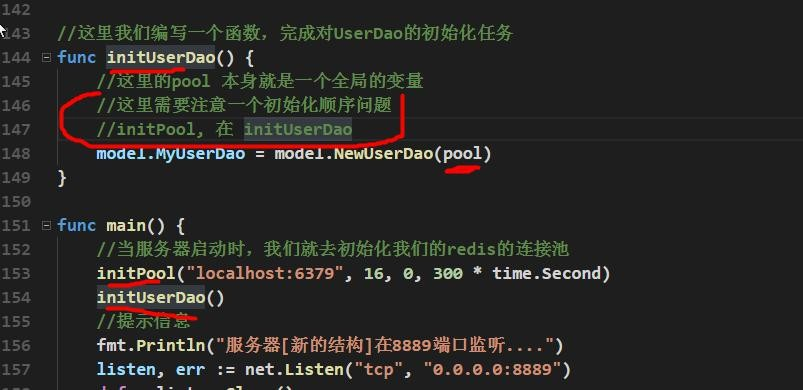 142
143 //这里我们编写一个函数，完成对UserDao的初始化任务
144 func initUserDao() {
145 //这里的pool 本身就是一个全局的变量
146 //这里需要注意一个初始化顺序问题
147 //initPool, 在 initUserDao
148 model.MyUserDao = model.NewUserDao(pool)
149 }
150
151 func main() {
152 //当服务器启动时，我们就去初始化我们的redis的连接池
153 initPool("localhost:6379", 16, 0, 300 * time.Second)
154 initUserDao()
155 //提示信息
156 fmt.Println("服务器[新的结构]在8889端口监听....")
157 listen, err := net.Listen("tcp", "0.0.0.0:8889")